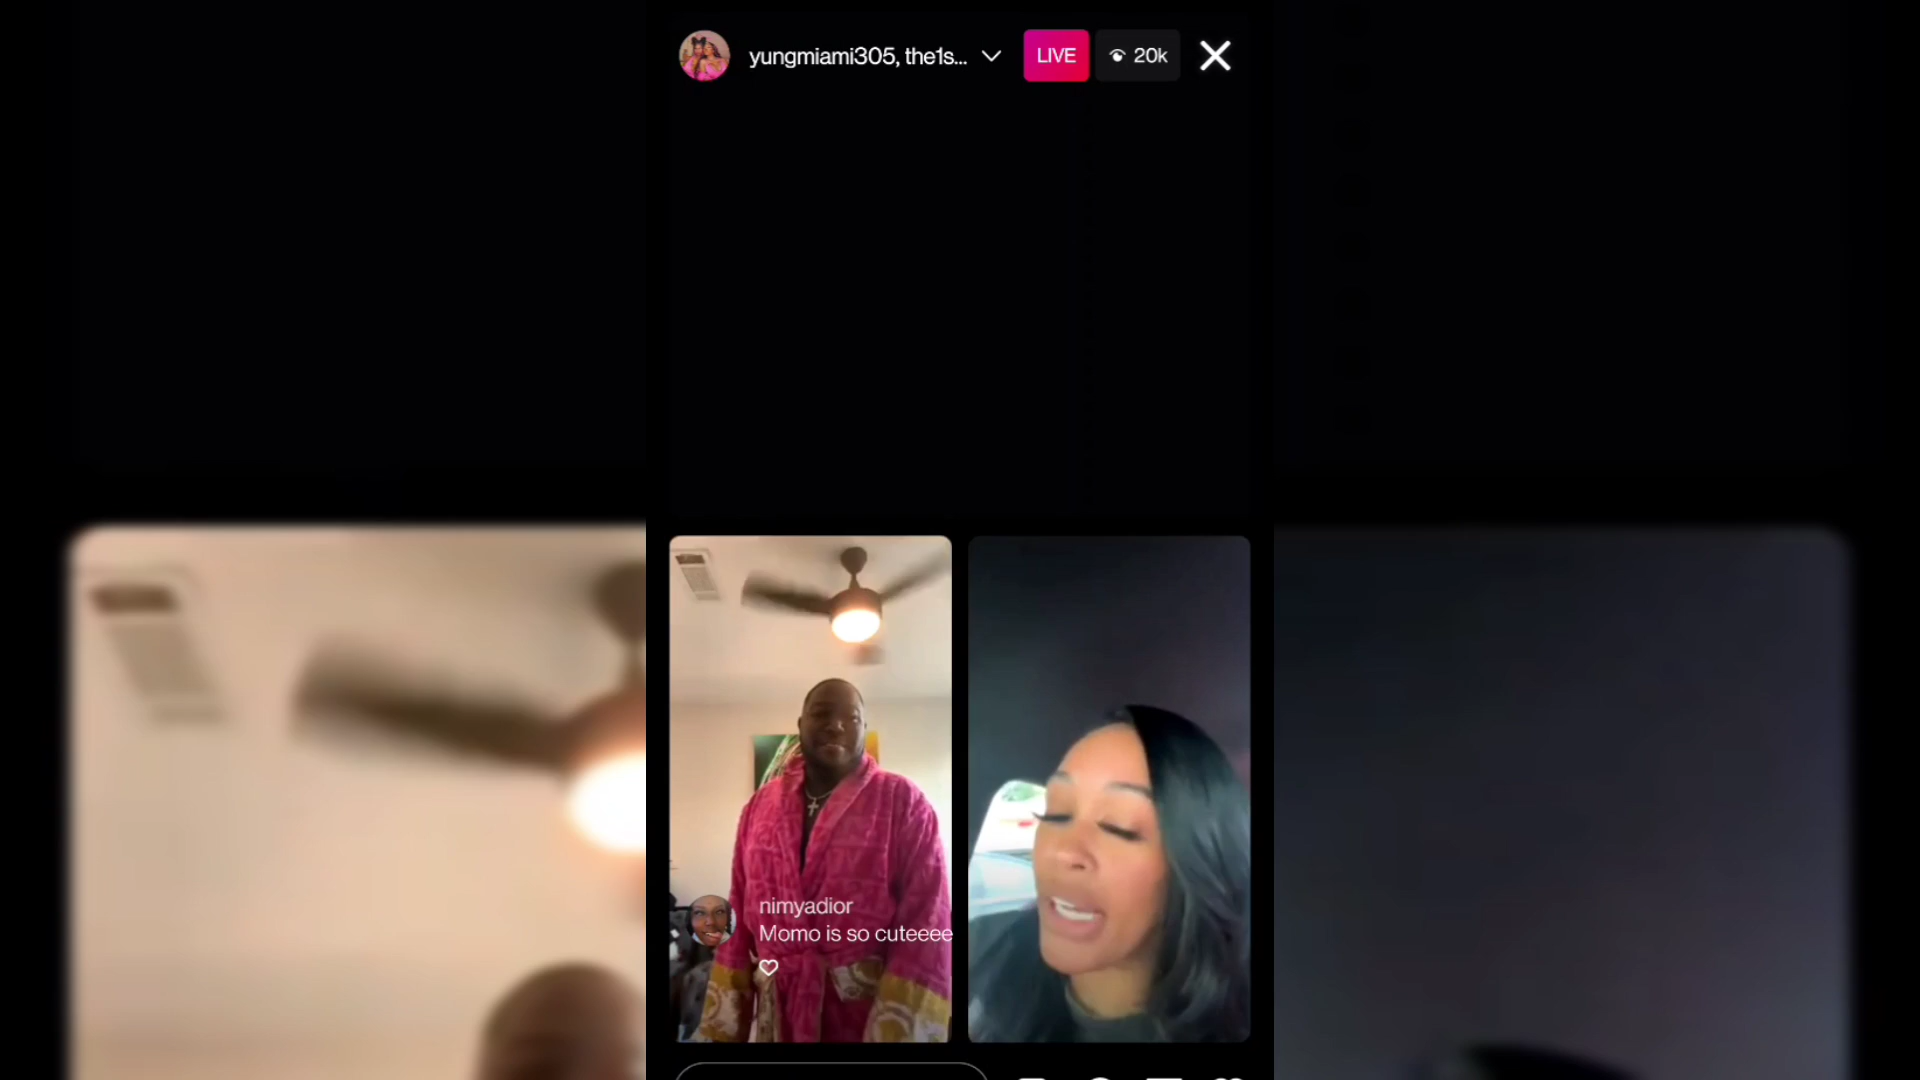 yungmiami305, the1s...
LIVE
20k
nimyadior
Momo is so cuteeee